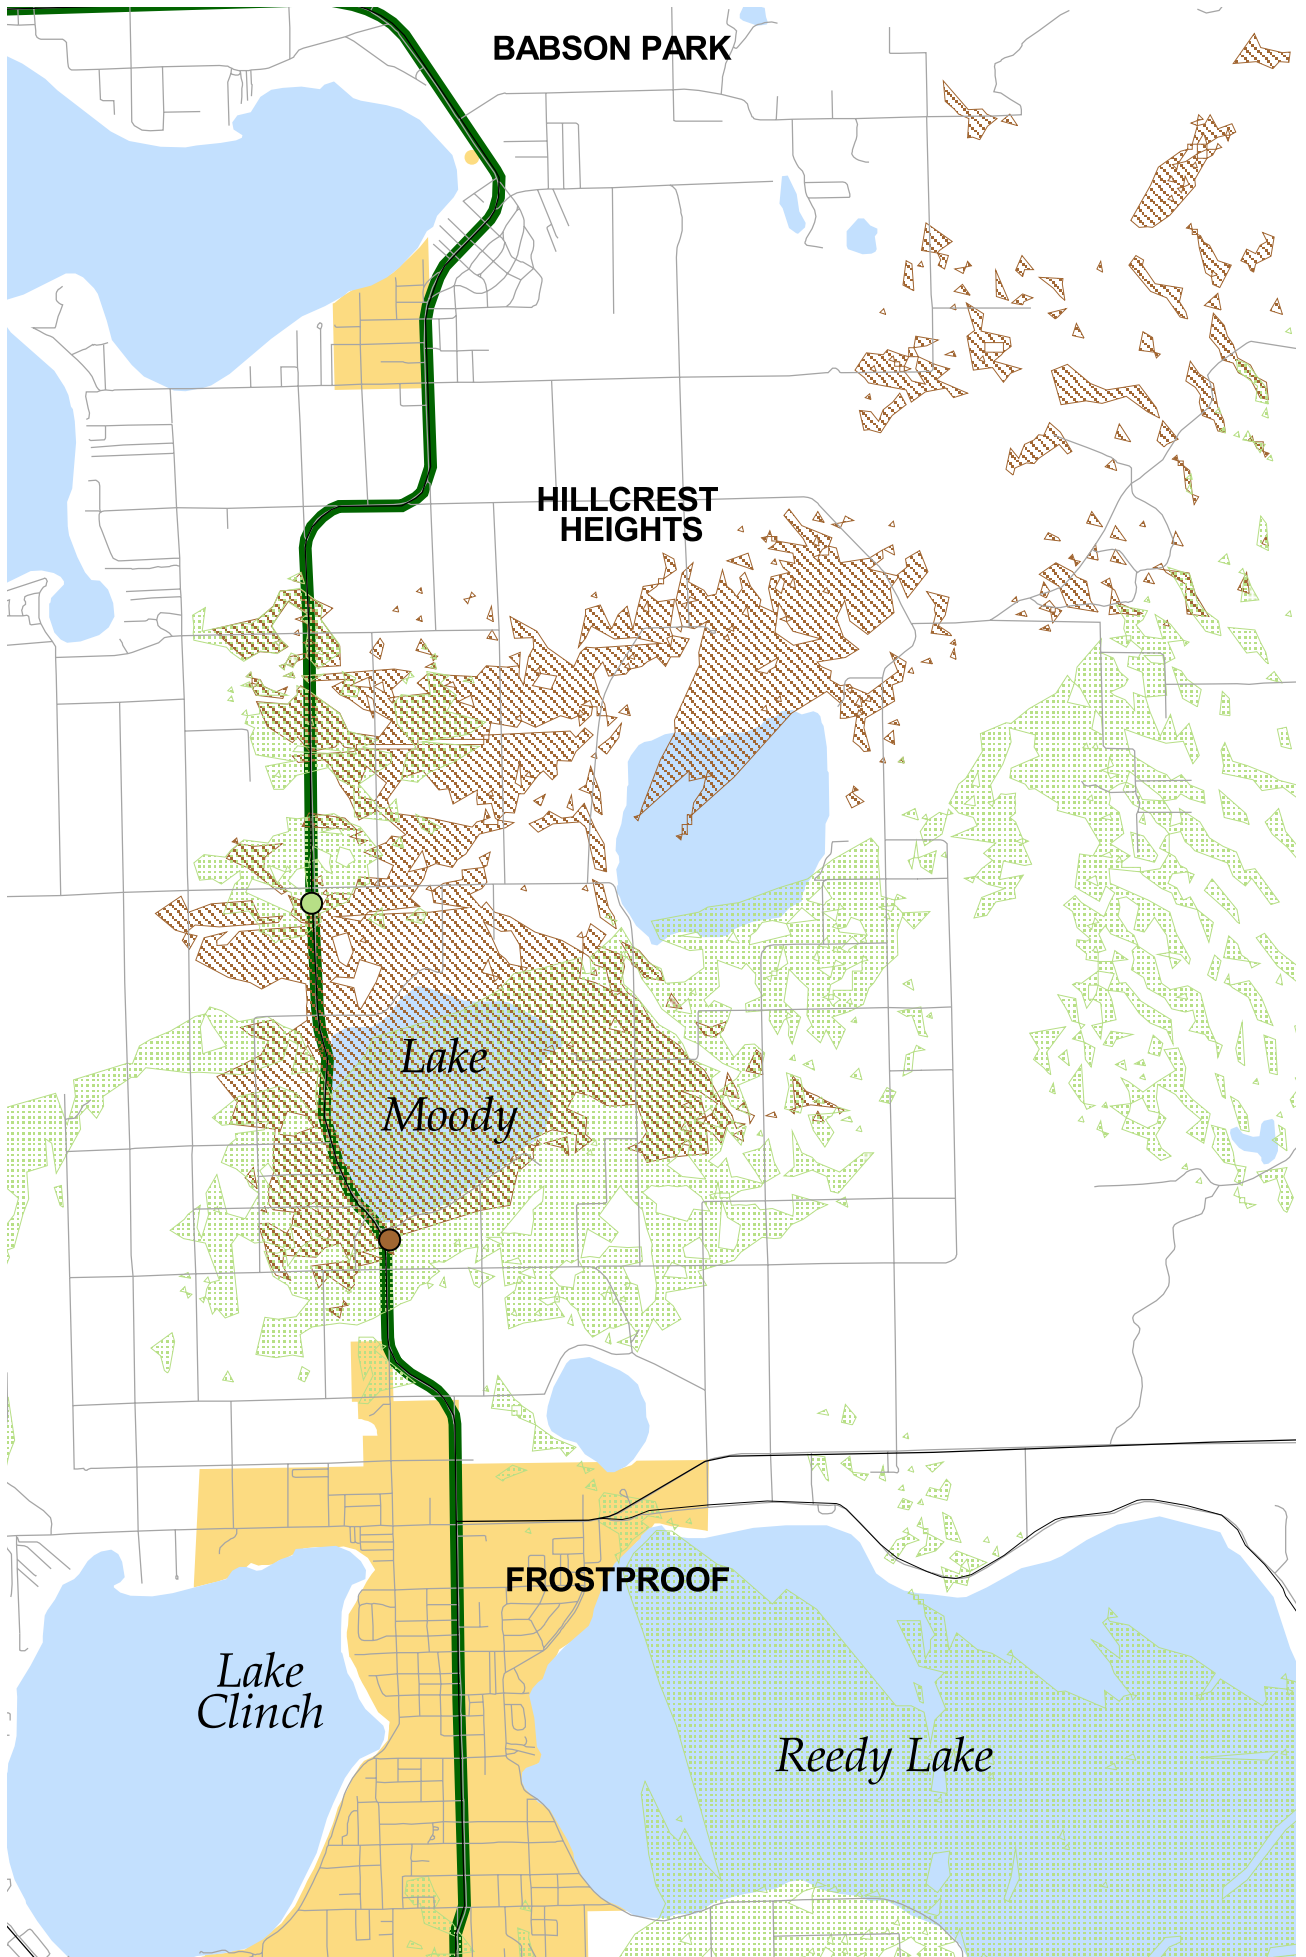 BABSON PARK
HILLCREST
HEIGHTS
Lake
Moody
FROSTPROOF
Lake
Clinch
Reedy Lake